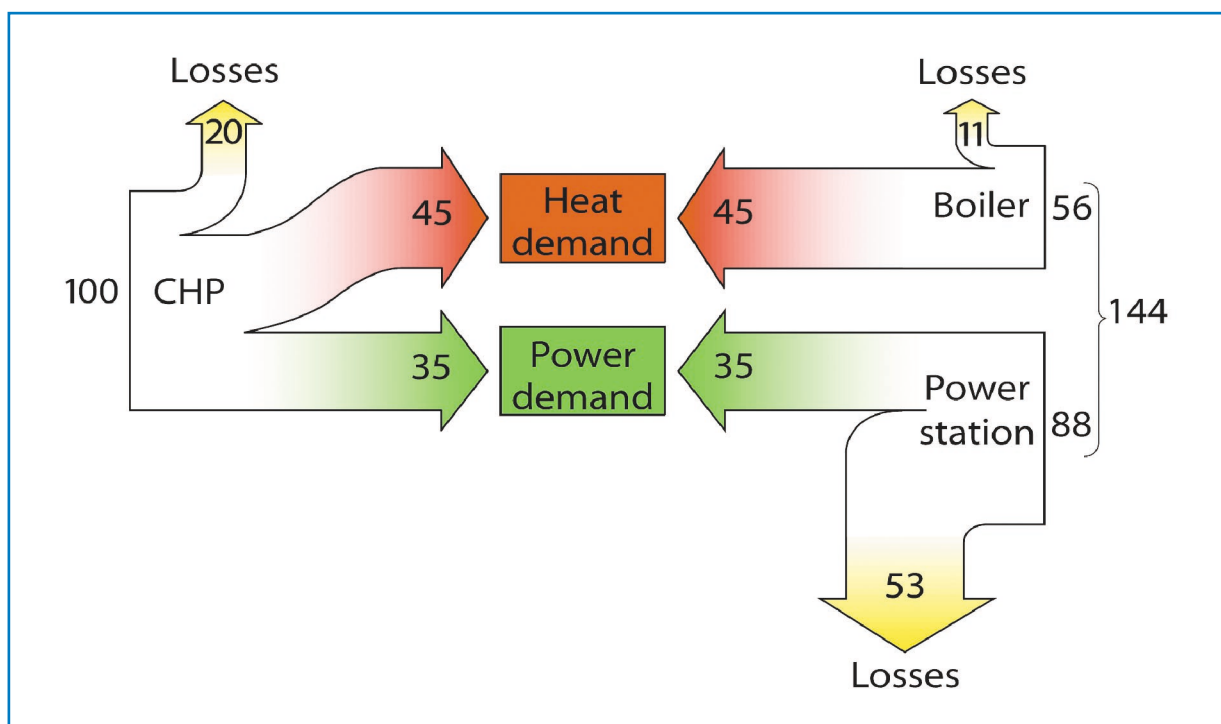 Losses
20
100
CHP
45
35
Heat
demand
Power
demand
45
35
Losses
11
Boiler
56
144
Power
station
88
53
Losses